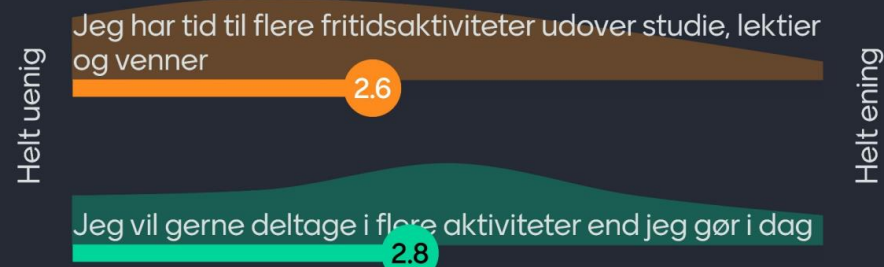 Helt uenig
Jeg har tid til flere fritidsaktiviteter udover studie, lektier
og venner
2.6
Jeg vil gerne deltage i flere aktiviteter end jeg gør i dag
2.8
Helt ening